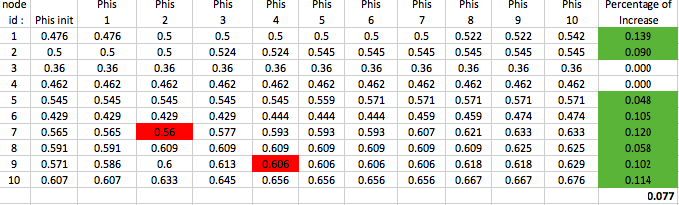 node Phis Phis Phis Phis Phis Phis Phis Phis Phis Phis Percentage of
id : Phis init 1 2 3 4 5 6 7 8 9 10 Increase
1 0.476 0.476 0.5 0.5 0.5 0.5 0.5 0.5 0.522 0.522 0.542 0.139
2 0.5 0.5 0.5 0.524 0.524 0.545 0.545 0.545 0.545 0.545 0.545 0.090
3 0.36 0.36 0.36 0.36 0.36 0.36 0.36 0.36 0.36 0.36 0.36 0.000
4 0.462 0.462 0.462 0.462 0.462 0.462 0.462 0.462 0.462 0.462 0.462 0.000
5 0.545 0.545 0.545 0.545 0.545 0.559 0.571 0.571 0.571 0.571 0.571 0.048
6 0.429 0.429 0.429 0.429 0.444 0.444 0.444 0.459 0.459 0.474 0.474 0.105
7 0.565 0.565 0.56 0.577 0.593 0.593 0.593 0.607 0.621 0.633 0.633 0.120
8 0.591 0.591 0.609 0.609 0.609 0.609 0.609 0.609 0.609 0.625 0.625 0.058
9 0.571 0.586 0.6 0.613 0.606 0.606 0.606 0.606 0.618 0.618 0.629 0.102
10 0.607 0.607 0.633 0.645 0.656 0.656 0.656 0.656 0.667 0.667 0.676 0.114
0.077